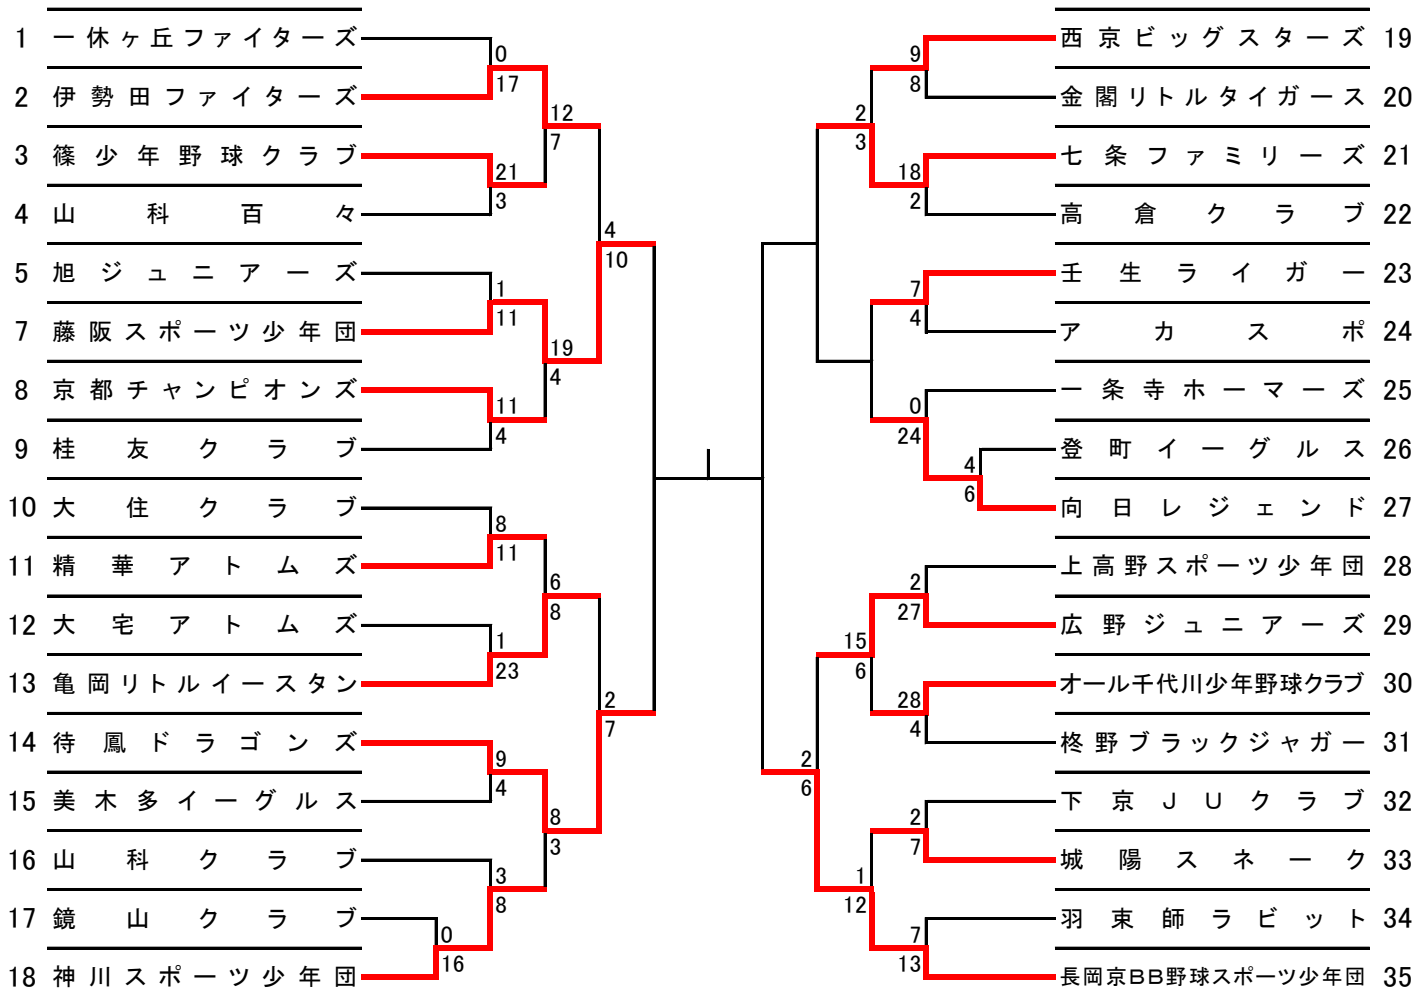 1 一休ヶ丘ファイターズ
2 伊勢田ファイターズ
3 篠少年野球クラブ
4 山科百々
5 旭ジュニアーズ
7 藤阪スポーツ少年団
8 京都チャンピオンズ
9 桂友クラブ
10 大住クラブ
11 精華アトムズ
12 大宅アトムズ
13 亀岡リトルイースタン
14 待鳳ドラゴンズ
15 美木多イーグルス
16 山科クラブ
17 鏡山クラブ
18 神川スポーツ少年団
0
17
21
3
1
11
11
4
8
11
1
23
9
4
3
8
0
16
12
7
19
4
6
8
8
3
4
10
2
7
2
6
2
3
15
6
1
12
9
8
18
2
7
4
0
24
4
6
2
27
28
4
2
7
7
13
西京ビッグスターズ 19
金閣リトルタイガース 20
七条ファミリーズ 21
高倉クラブ 22
壬生ライガー 23
アカスポ 24
一条寺ホーマーズ 25
登町イーグルス 26
向日レジェンド 27
上高野スポーツ少年団 28
広野ジュニアーズ 29
オール千代川少年野球クラブ 30
柊野ブラックジャガー 31
下京JUクラブ 32
城陽スネーク 33
羽束師ラビット 34
長岡京BB野球スポーツ少年団 35